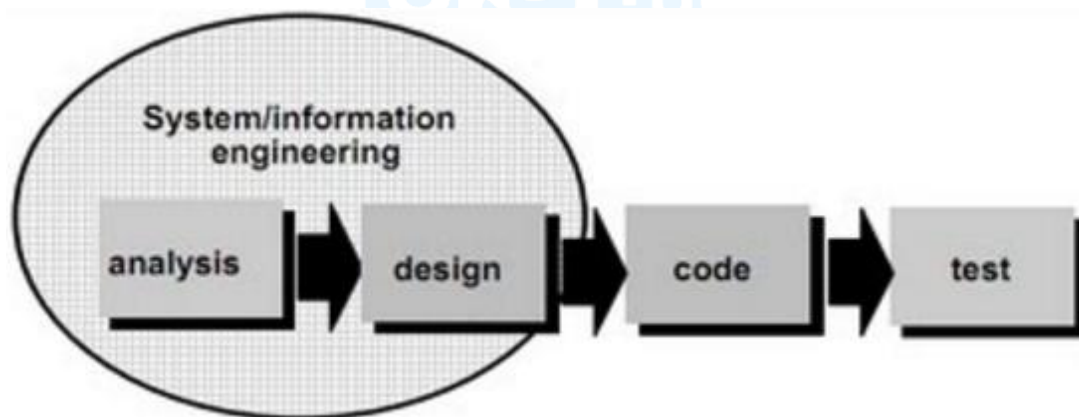 System/information
engineering
analysis
design
code
test